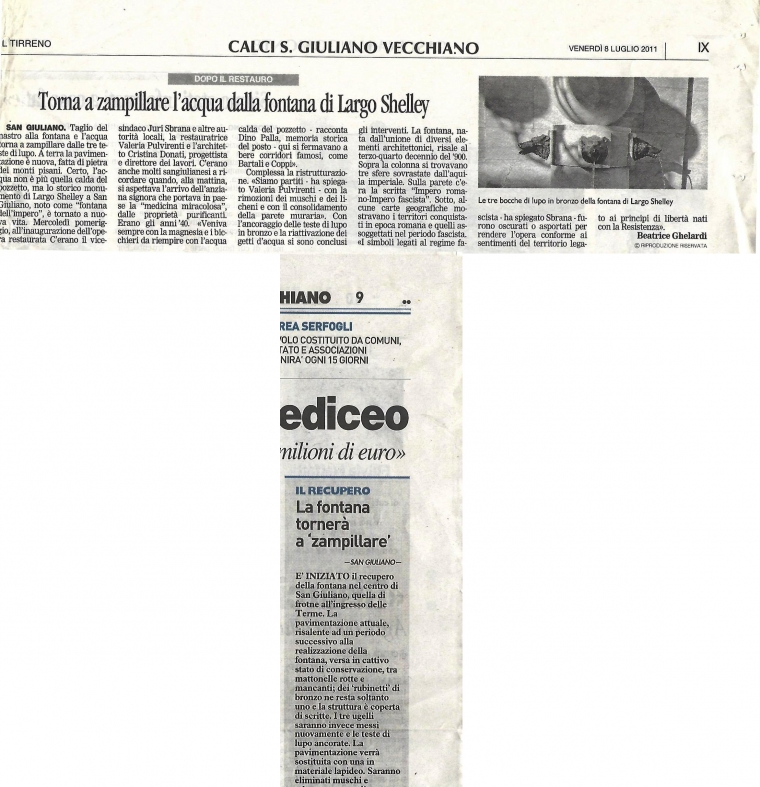 L TIRRENO
CALCI S. GIULIANO VECCHIANO
VENERDÌ 8 LUGLIO 2011
IX
DOPO IL RESTAURO
Torna a zampillare l'acqua dalla fontana di Largo Shelley
SAN GIULIANO. Taglio del
nastro alla fontana e l'acqua
torna a zampillare dalle tre te-
ste di lupo. A terra la pavimen-
tazione è nuova, fatta di pietra
dei monti pisani. Certo, l'ac-
qua non è più quella calda del
pozzetto, ma lo storico monu-
mento di Largo Shelley a San
Giuliano, noto come "fontana
dell'impero", è tornato a nuo-
va vita. Mercoledì pomerig-
gio, all'inaugurazione dell'ope-
ra restaurata C'erano il vice-
sindaco Juri Sbrana e altre au-
torità locali, la restauratrice
Valeria Pulvirenti e l'architet-
to Cristina Donati, progettista
e direttore dei lavori. C'erano
anche molti sangiulianesi a ri-
cordare quando, alla mattina,
si aspettava l'arrivo dell'anzia-
na signora che portava in pae-
se la "medicina miracolosa",
dalle proprietà purificanti.
Erano gli anni '40. «Veniva
sempre con la magnesia e i bic-
chieri da riempire con l'acqua
calda del pozzetto - racconta
Dino Palla, memoria storica
del posto - qui si fermavano a
bere corridori famosi, come
Bartali e Coppi».
Complessa la ristrutturazio-
ne. «Siamo partiti - ha spiega-
to Valeria Pulvirenti - con la
rimozioni dei muschi e dei li-
cheni e con il consolidamento
della parete muraria». Con
l'ancoraggio delle teste di lupo
in bronzo e la riattivazione dei
getti d'acqua si sono conclusi
gli interventi. La fontana, na-
ta dall'unione di diversi ele-
menti architettonici, risale al
terzo-quarto decennio del '900.
Sopra la colonna si trovavano
tre sfere sovrastate dall'aqui-
la imperiale. Sulla parete c'e-
ra la scritta "Impero roma-
no-Impero fascista". Sotto, al-
cune carte geografiche mo-
stravano i territori conquista-
ti in epoca romana e quelli as-
soggettati nel periodo fascista.
«I simboli legati al regime fa-
Le tre bocche di lupo in bronzo della fontana di Largo Shelley
scista - ha spiegato Sbrana - fu-
rono oscurati o asportati per
rendere l'opera conforme ai
sentimenti del territorio lega-
to ai principi di libertà nati
con la Resistenza».
Beatrice Ghelardi
© RIPRODUZIONE RISERVATA
HIANO 9
REA SERFOGLI
VOLO COSTITUITO DA COMUNI,
TATO E ASSOCIAZIONI
NIRA' OGNI 15 GIORNI
ediceo
milioni di euro»
IL RECUPERO
La fontana
tornerà
a 'zampillare'
—SAN GIULIANO—
E' INIZIATO il recupero
della fontana nel centro di
San Giuliano, quella di
frotne all'ingresso delle
Terme. La
pavimentazione attuale,
risalente ad un periodo
successivo alla
realizzazione della
fontana, versa in cattivo
stato di conservazione, tra
mattonelle rotte e
mancanti; dei 'rubinetti' di
bronzo ne resta soltanto
uno e la struttura è coperta
di scritte. I tre ugelli
saranno invece messi
nuovamente e le teste di
lupo ancorate. La
pavimentazione verrà
sostituita con una in
materiale lapideo. Saranno
eliminati muschi e